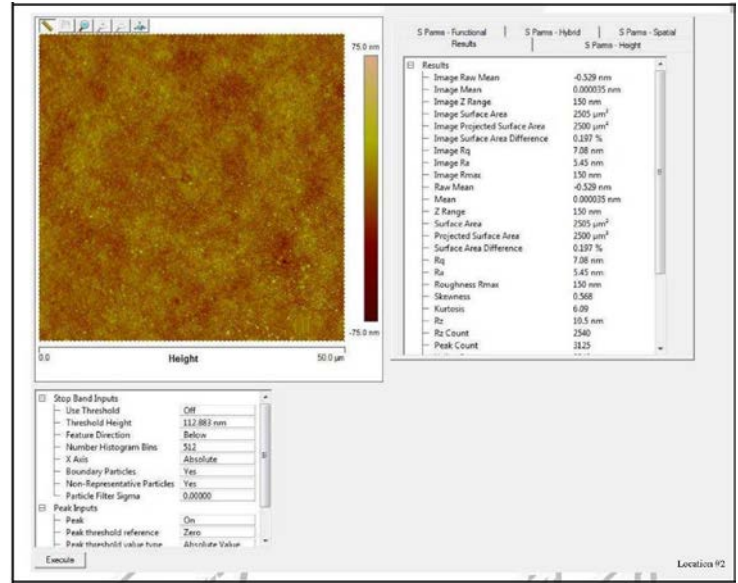 75.0 nm
-75.0 nm
0.0
Height
50.0 µm
S Parms - Functional
S Parms - Hybrid
S Parms - Spatial
Results
S Parms - Height
Results
Image Raw Mean -0.529 nm
Image Mean 0.000035 nm
Image Z Range 150 nm
Image Surface Area 2505 µm²
Image Projected Surface Area 2500 µm²
Image Surface Area Difference 0.197 %
Image Rq 7.08 nm
Image Ra 5.45 nm
Image Rmax 150 nm
Raw Mean -0.529 nm
Mean 0.000035 nm
Z Range 150 nm
Surface Area 2505 µm²
Projected Surface Area 2500 µm²
Surface Area Difference 0.197 %
Rq 7.08 nm
Ra 5.45 nm
Roughness Rmax 150 nm
Skewness 0.568
Kurtosis 6.09
Rz 10.5 nm
Rz Count 2540
Peak Count 3125
Stop Band Inputs
Use Threshold Off
Threshold Height 112.883 nm
Feature Direction Below
Number Histogram Bins 512
X Axis Absolute
Boundary Particles Yes
Non-Representative Particles Yes
Particle Filter Sigma 0.00000
Peak Inputs
Peak On
Peak threshold reference Zero
Peak threshold value type Absolute Value
Execute
Location #2